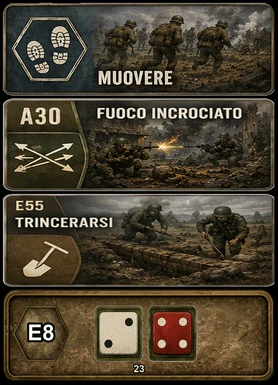 MUOVERE
A30
FUOCO INCROCIATO
E55
TRINCERARSI
E8
23